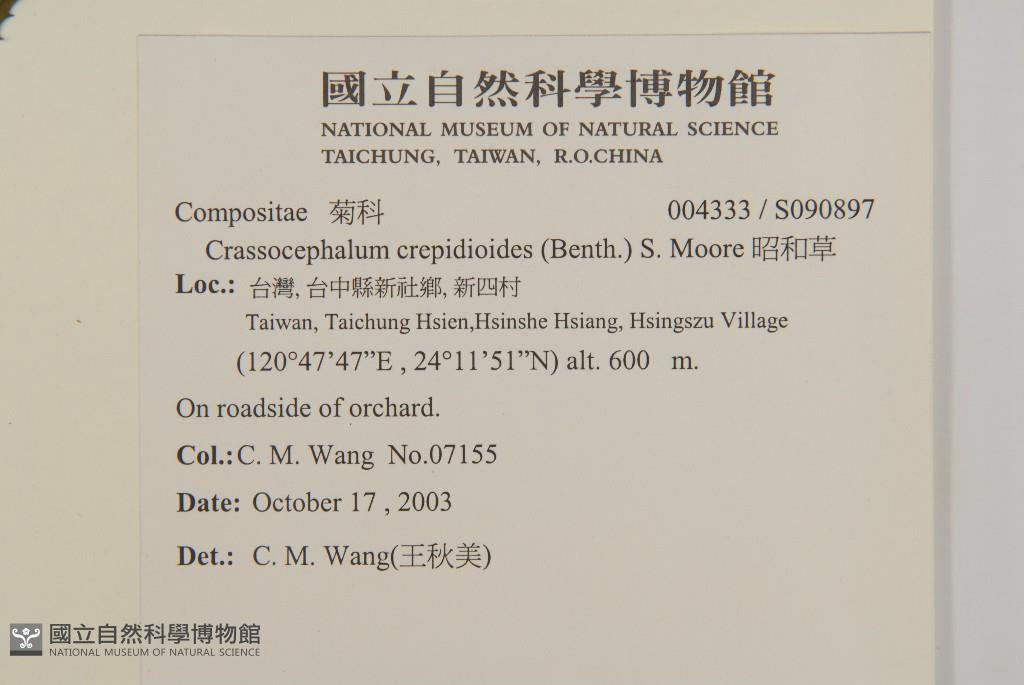 國立自然科學博物館
NATIONAL MUSEUM OF NATURAL SCIENCE
TAICHUNG, TAIWAN, R.O.CHINA
Compositae 菊科 004333 / S090897
Crassocephalum crepidioides (Benth.) S. Moore 昭和草
Loc.: 台灣, 台中縣新社鄉, 新四村
Taiwan, Taichung Hsien,Hsinshe Hsiang, Hsingszu Village
(120°47’47”E , 24°11’51”N) alt. 600 m.
On roadside of orchard.
Col.:C. M. Wang No.07155
Date: October 17 , 2003
Det.: C. M. Wang(王秋美)
國立自然科學博物館
NATIONAL MUSEUM OF NATURAL SCIENCE